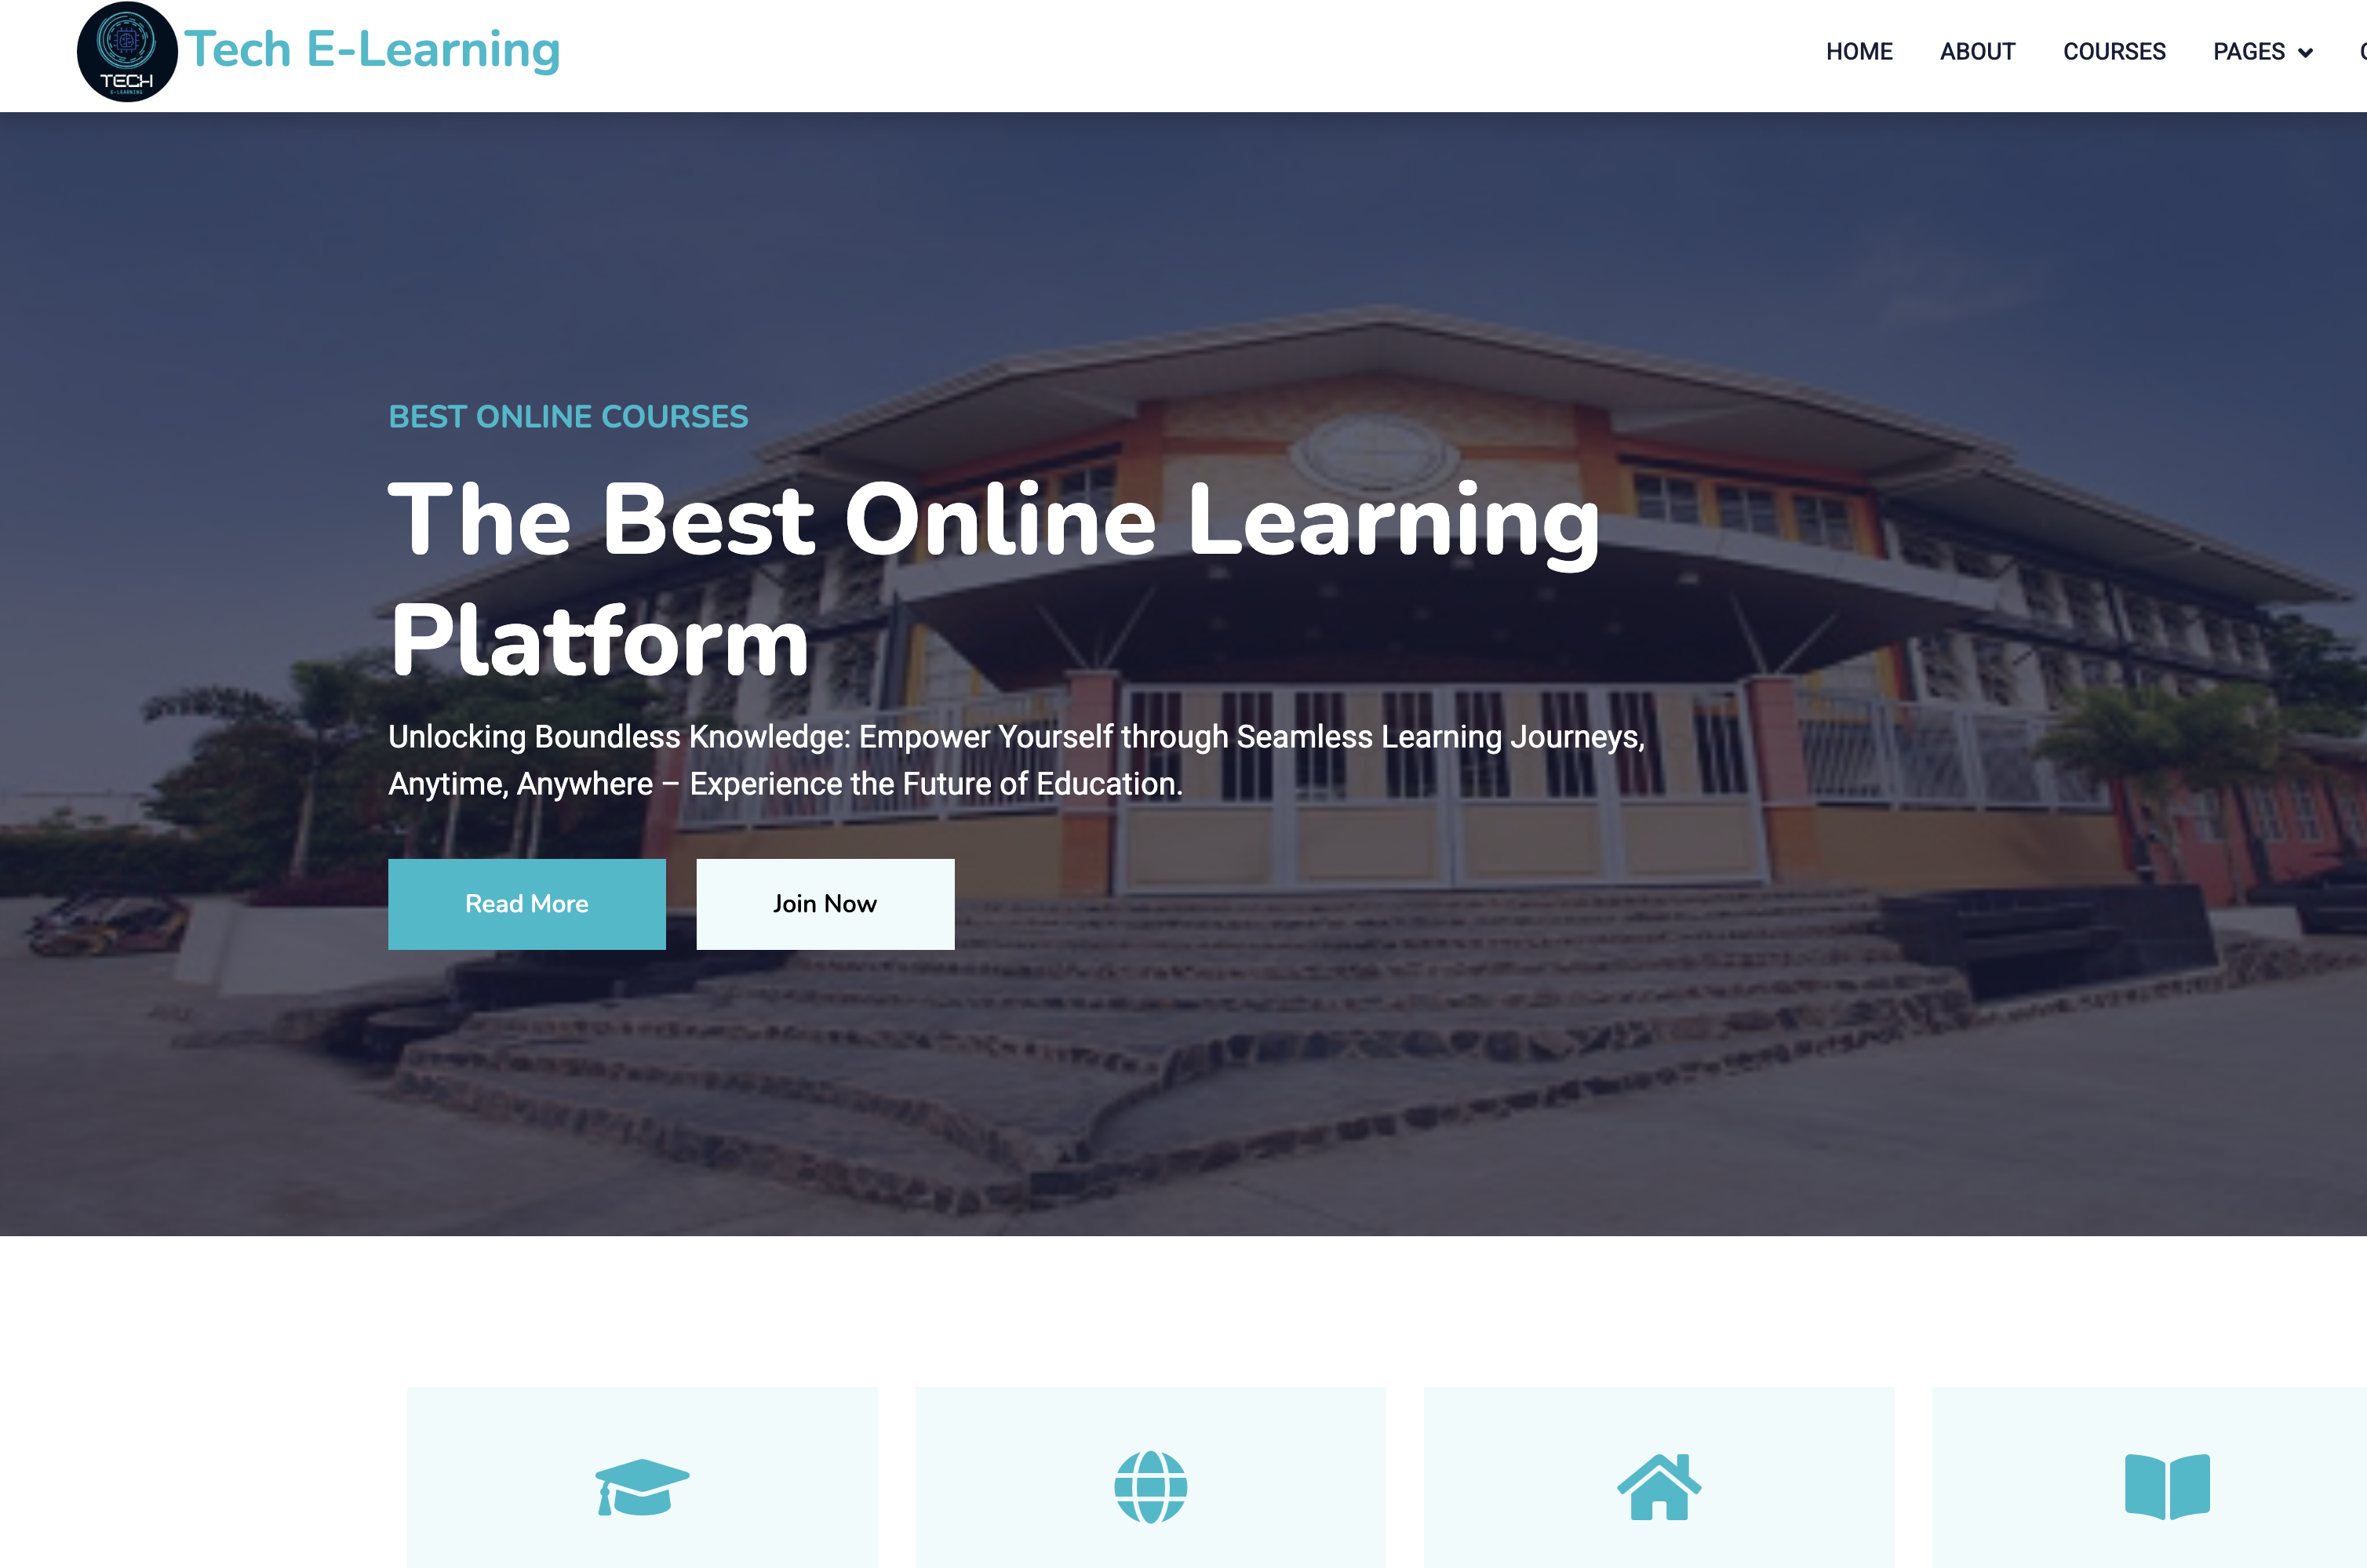 TECH
E-LEARNING
Tech E-Learning
HOME ABOUT COURSES PAGES
BEST ONLINE COURSES
The Best Online Learning
Platform
Unlocking Boundless Knowledge: Empower Yourself through Seamless Learning Journeys,
Anytime, Anywhere – Experience the Future of Education.
Read More Join Now